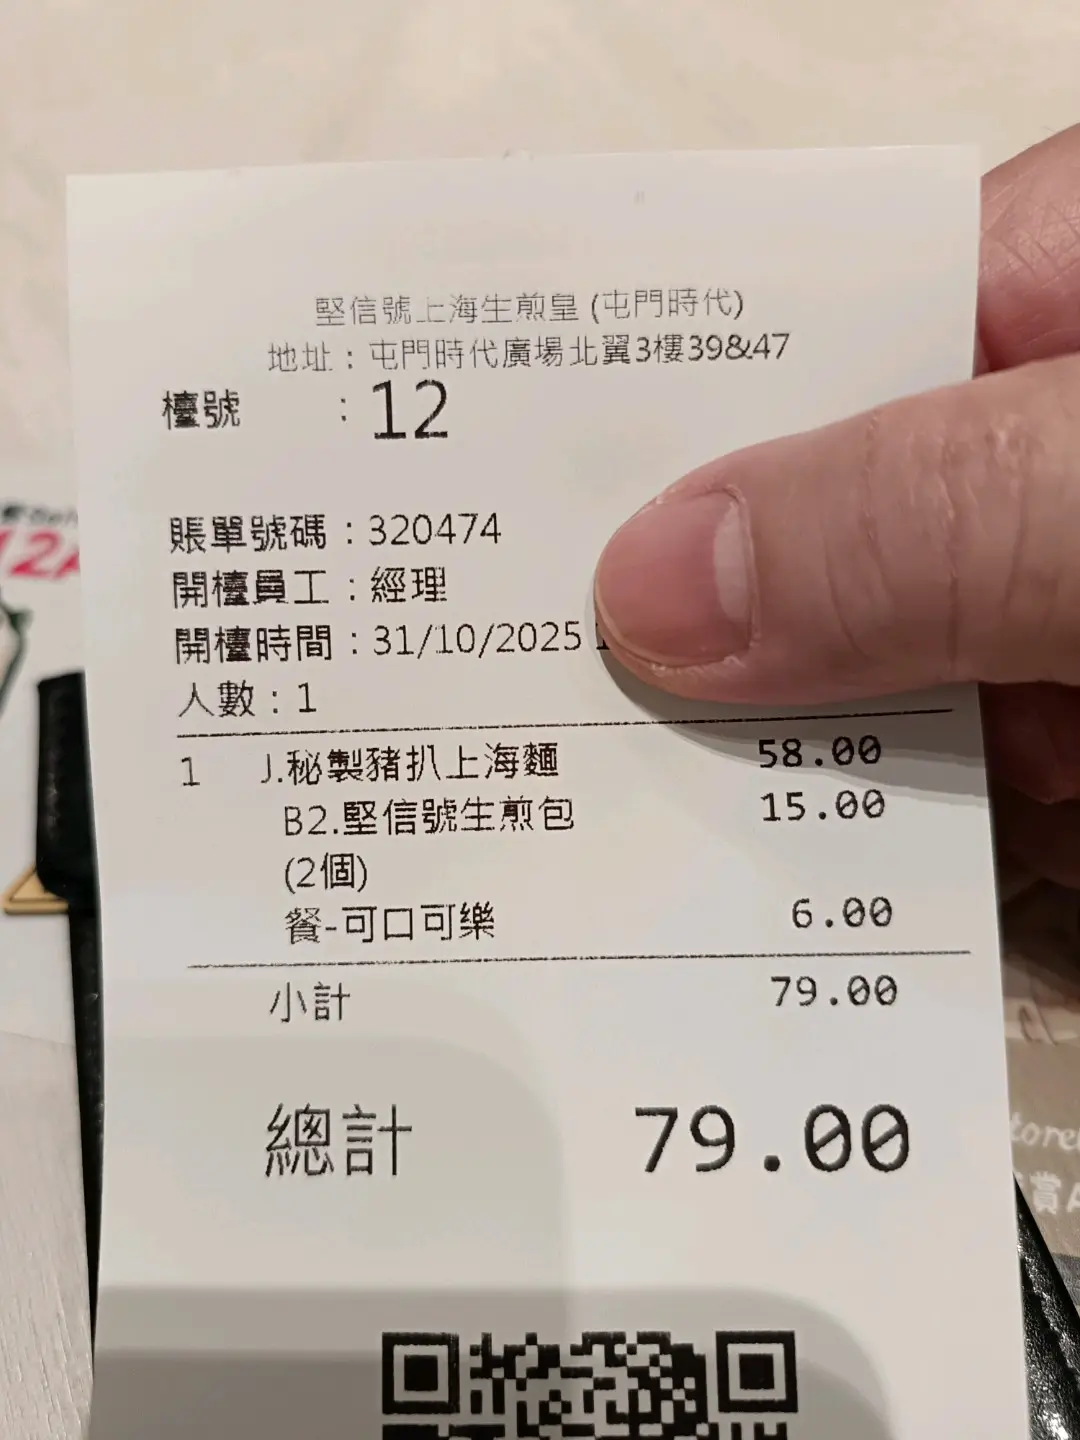 堅信號上海生煎皇 (屯門時代)
地址：屯門時代廣場北翼3樓39&47
檯號 : 12
賬單號碼：320474
開檯員工：經理
開檯時間：31/10/2025
人數：1
1 J.秘製豬扒上海麵 58.00
B2.堅信號生煎包 15.00
(2個)
餐-可口可樂 6.00
小計 79.00
總計 79.00